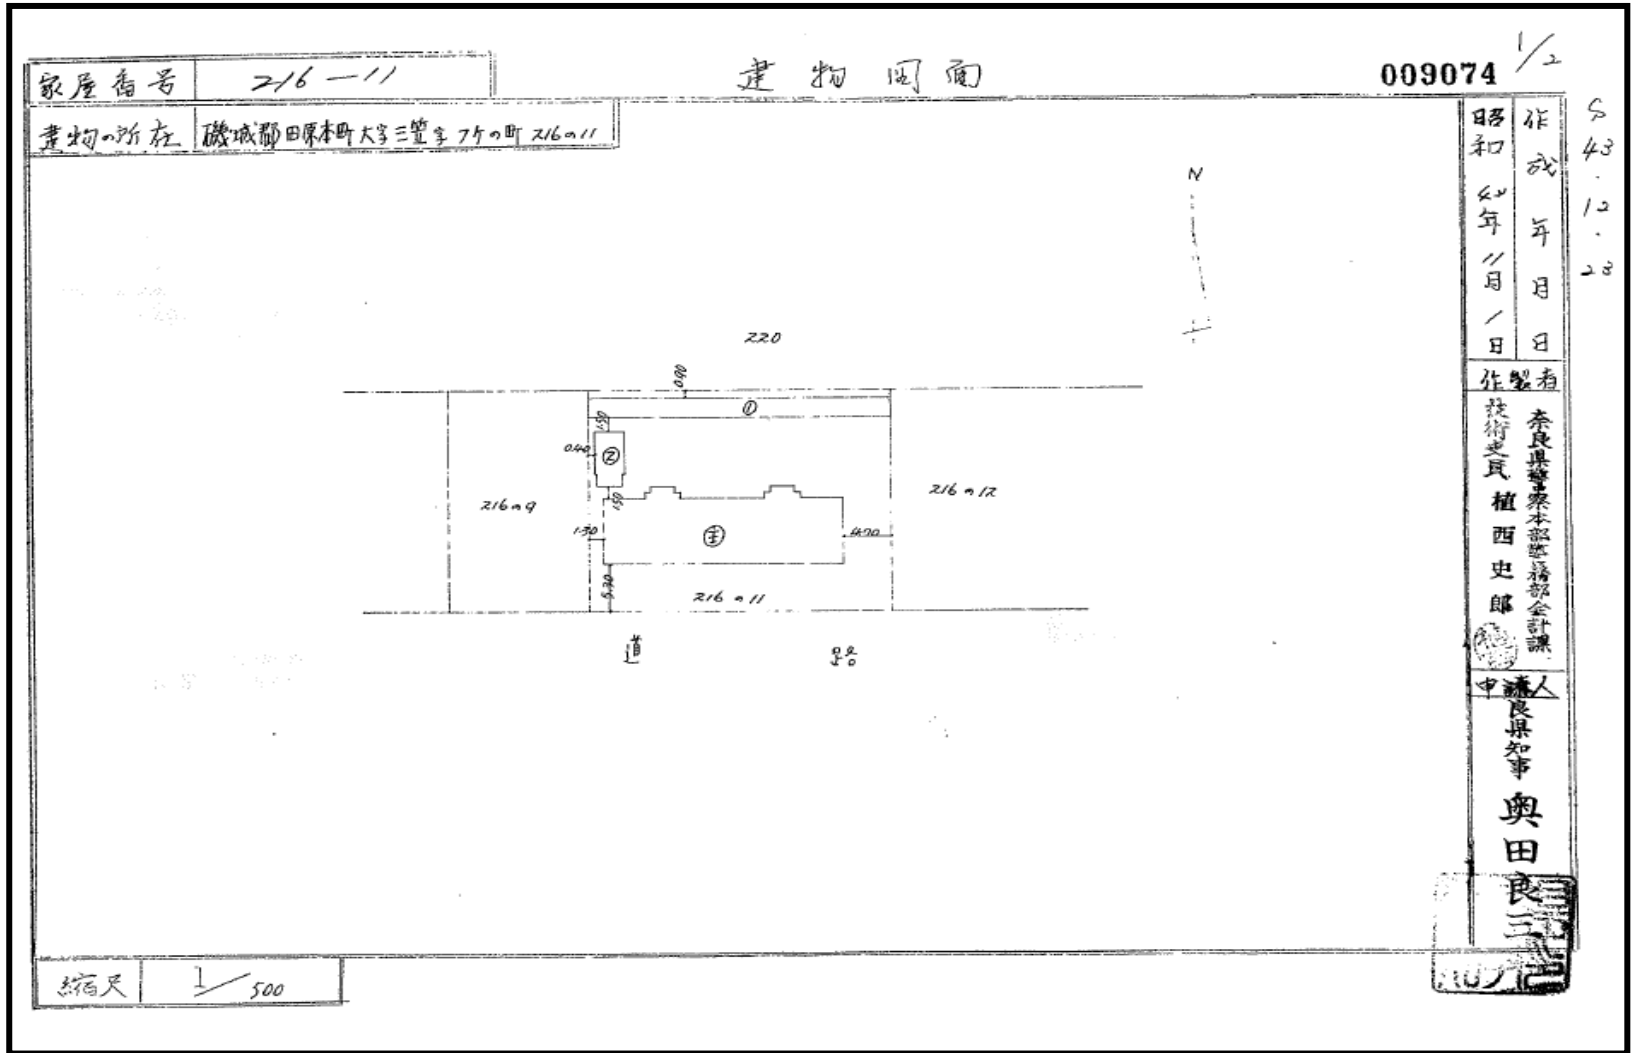 家屋番号 216-11
建物図面
009074
1/2
建物の所在 磯城郡田原本町大字三笠字フケの町216の11
S43.12.23
作成年月日
昭和 年11月1日
N
220
0.90
①
1.50
0.40
②
216の9
1.50
216の12
1.30
主
4.70
5.30
216の11
道路
作製者
奈良県警察本部警務部会計課
技術吏員 植西史郎
申請人
奈良県知事 奥田良三
縮尺 1/500